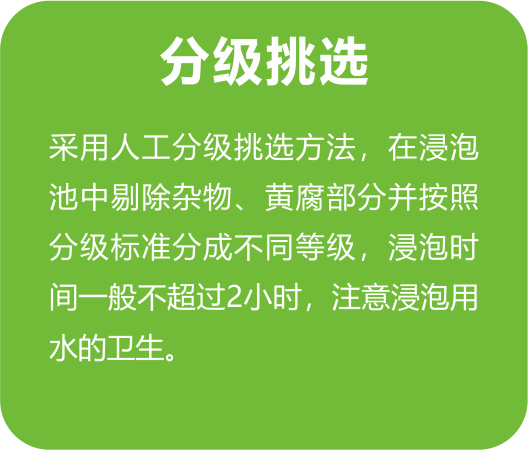 分级挑选
采用人工分级挑选方法，在浸泡
池中剔除杂物、黄腐部分并按照
分级标准分成不同等级，浸泡时
间一般不超过2小时，注意浸泡用
水的卫生。